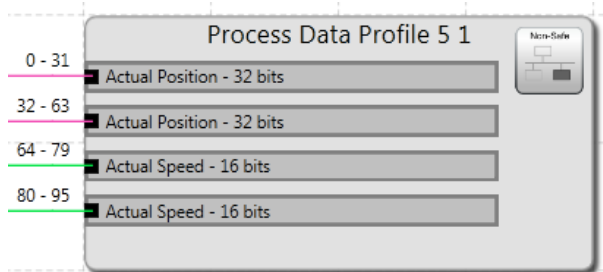 Process Data Profile 5 1
Non-Safe
0 - 31
Actual Position - 32 bits
32 - 63
Actual Position - 32 bits
64 - 79
Actual Speed - 16 bits
80 - 95
Actual Speed - 16 bits